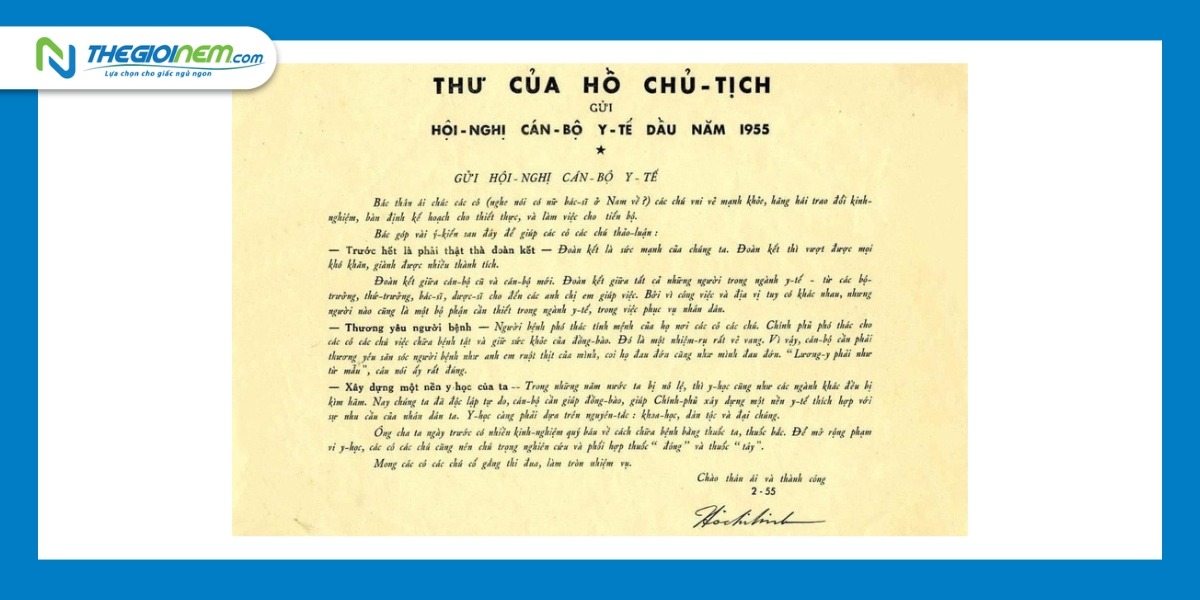 THEGIOINEM.com
Lựa chọn cho giấc ngủ ngon
THƯ CỦA HỒ CHỦ-TỊCH
GỬI
HỘI-NGHỊ CÁN-BỘ Y-TẾ DẦU NĂM 1955
GỬI HỘI-NGHỊ CÁN-BỘ Y-TẾ
Bác thân ái chúc các cô (nghe nói có nữ bác-sĩ ở Nam về?) các chú vui vẻ mạnh khỏe, hăng hái trao đổi kinh-
nghiệm, bàn định kế hoạch cho thiết thực, và làm việc cho tiến bộ.
Bác góp vài ý-kiến sau đây để giúp các cô các chú thảo-luận :
— Trước hết là phải thật thà đoàn kết — Đoàn kết là sức mạnh của chúng ta. Đoàn kết thì vượt được mọi
khó khăn, giành được nhiều thành tích.
Đoàn kết giữa cán-bộ cũ và cán-bộ mới. Đoàn kết giữa tất cả những người trong ngành y-tế - từ các bộ-
trưởng, thứ-trưởng, bác-sĩ, dược-sĩ cho đến các anh chị em giúp việc. Bởi vì công việc và địa vị tuy có khác nhau, nhưng
người nào cũng là một bộ phận cần thiết trong ngành y-tế, trong việc phục vụ nhân dân.
— Thương yêu người bệnh — Người bệnh phó thác tính mệnh của họ nơi các cô các chú. Chính phủ phó thác cho
các cô các chú việc chữa bệnh tật và giữ sức khỏe của đồng-bào. Đó là một nhiệm-vụ rất vẻ vang. Vì vậy, cán-bộ cần phải
thương yêu săn sóc người bệnh như anh em ruột thịt của mình, coi họ đau đớn cũng như mình đau đớn. “Lương-y phải như
từ mẫu”, câu nói ấy rất đúng.
— Xây dựng một nền y học của ta -- Trong những năm nước ta bị nô lệ, thì y-học cũng như các ngành khác đều bị
kìm hãm. Nay chúng ta đã độc lập tự do, cán-bộ cần giúp đồng-bào, giúp Chính-phủ xây dựng một nền y-tế thích hợp với
sự nhu cầu của nhân dân ta. Y-học càng phải dựa trên nguyên-tắc : khoa-học, dân tộc và đại chúng.
Ông cha ta ngày trước có nhiều kinh-nghiệm quý báu về cách chữa bệnh bằng thuốc ta, thuốc bắc. Để mở rộng phạm
vi y-học, các cô các chú cũng nên chú trọng nghiên cứu và phối hợp thuốc “ đông” và thuốc “tây”.
Mong các cô các chú cố gắng thi đua, làm tròn nhiệm vụ.
Chào thân ái và thành công
2-55
Hồ Chí Minh